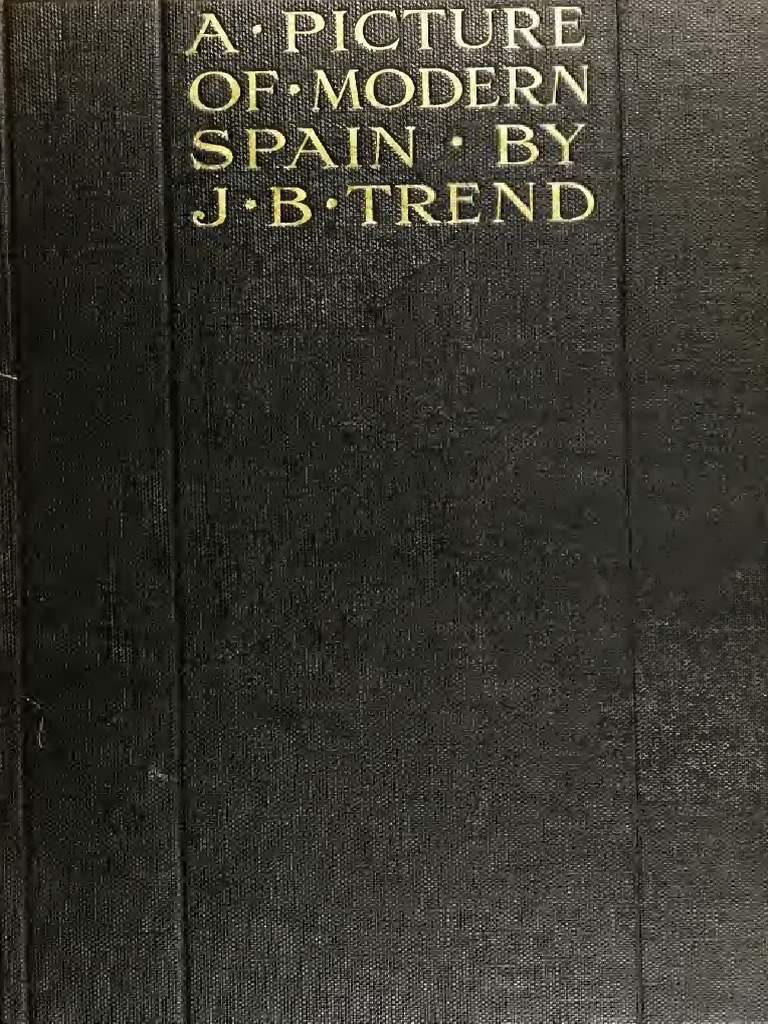 A · PICTURE
OF · MODERN
SPAIN · BY
J · B · TREND